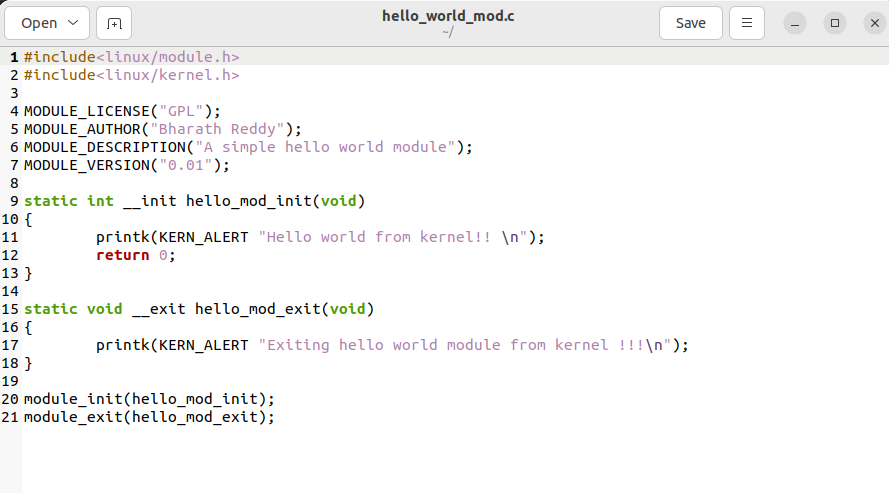 Open
hello_world_mod.c
~/
Save
1 #include<linux/module.h>
2 #include<linux/kernel.h>
3
4 MODULE_LICENSE("GPL");
5 MODULE_AUTHOR("Bharath Reddy");
6 MODULE_DESCRIPTION("A simple hello world module");
7 MODULE_VERSION("0.01");
8
9 static int __init hello_mod_init(void)
10 {
11         printk(KERN_ALERT "Hello world from kernel!! \n");
12         return 0;
13 }
14
15 static void __exit hello_mod_exit(void)
16 {
17         printk(KERN_ALERT "Exiting hello world module from kernel !!!\n");
18 }
19
20 module_init(hello_mod_init);
21 module_exit(hello_mod_exit);